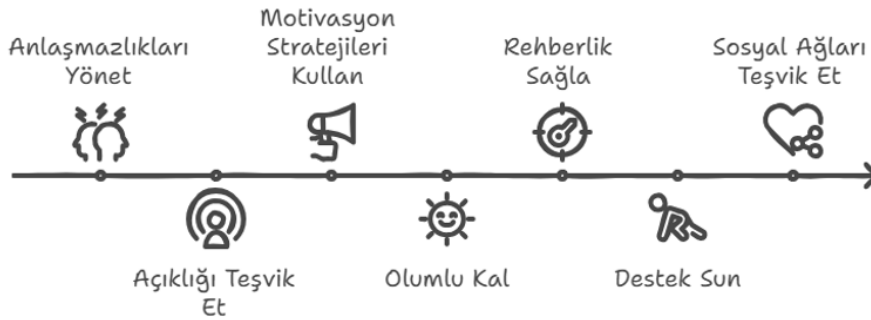 Anlaşmazlıkları
Yönet
Açıklığı Teşvik
Et
Motivasyon
Stratejileri
Kullan
Olumlu Kal
Rehberlik
Sağla
Destek Sun
Sosyal Ağları
Teşvik Et